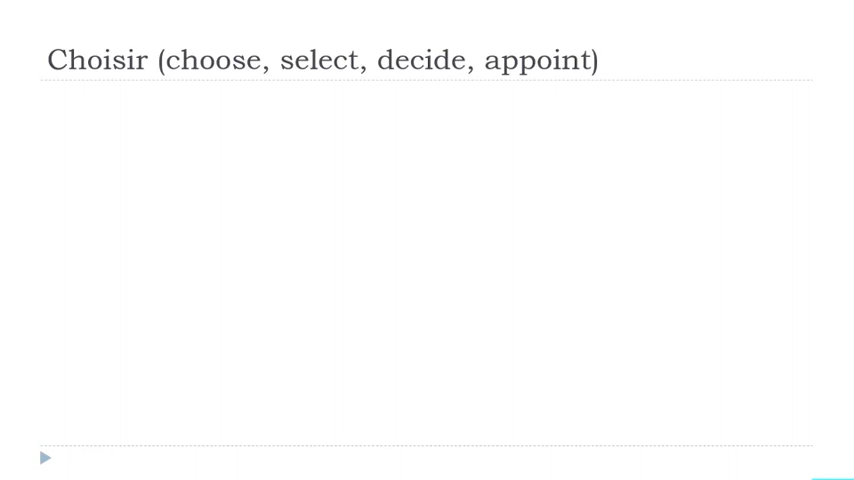 Choisir (choose, select, decide, appoint)